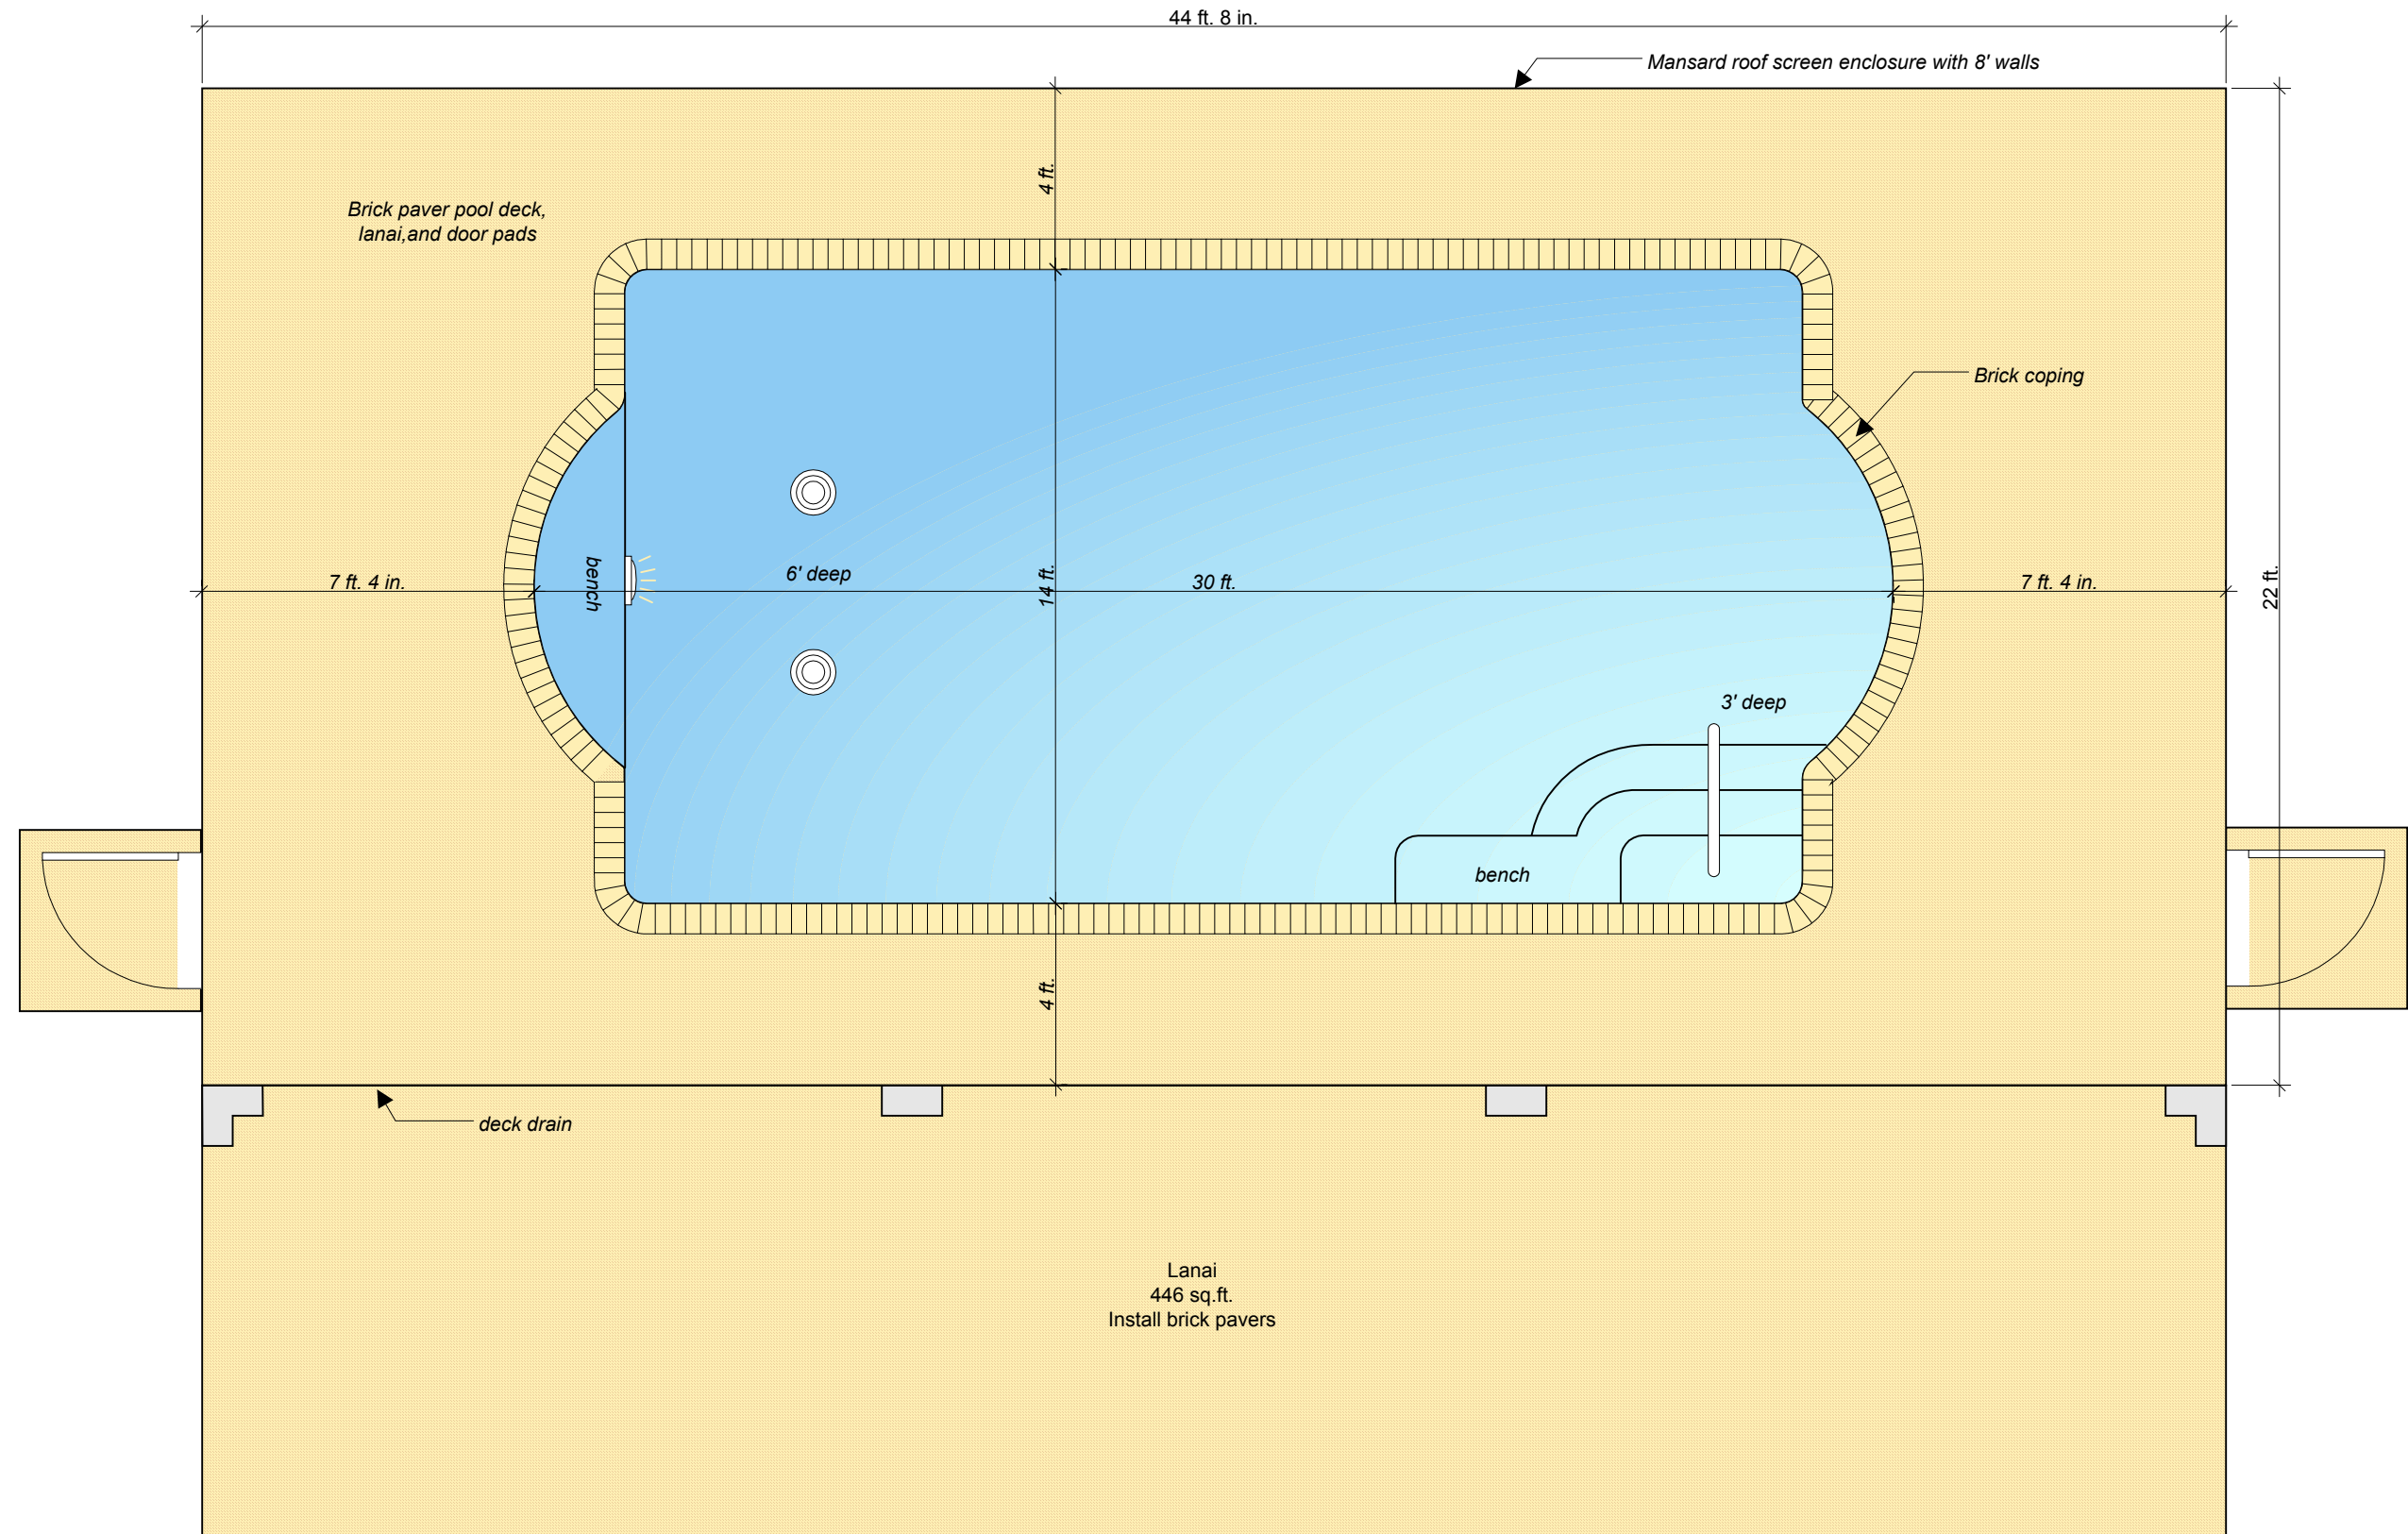 44 ft. 8 in.
Mansard roof screen enclosure with 8' walls
4 ft.
Brick paver pool deck,
lanai,and door pads
Brick coping
7 ft. 4 in.
bench
6' deep
14 ft.
30 ft.
7 ft. 4 in.
22 ft.
3' deep
bench
4 ft.
deck drain
Lanai
446 sq.ft.
Install brick pavers